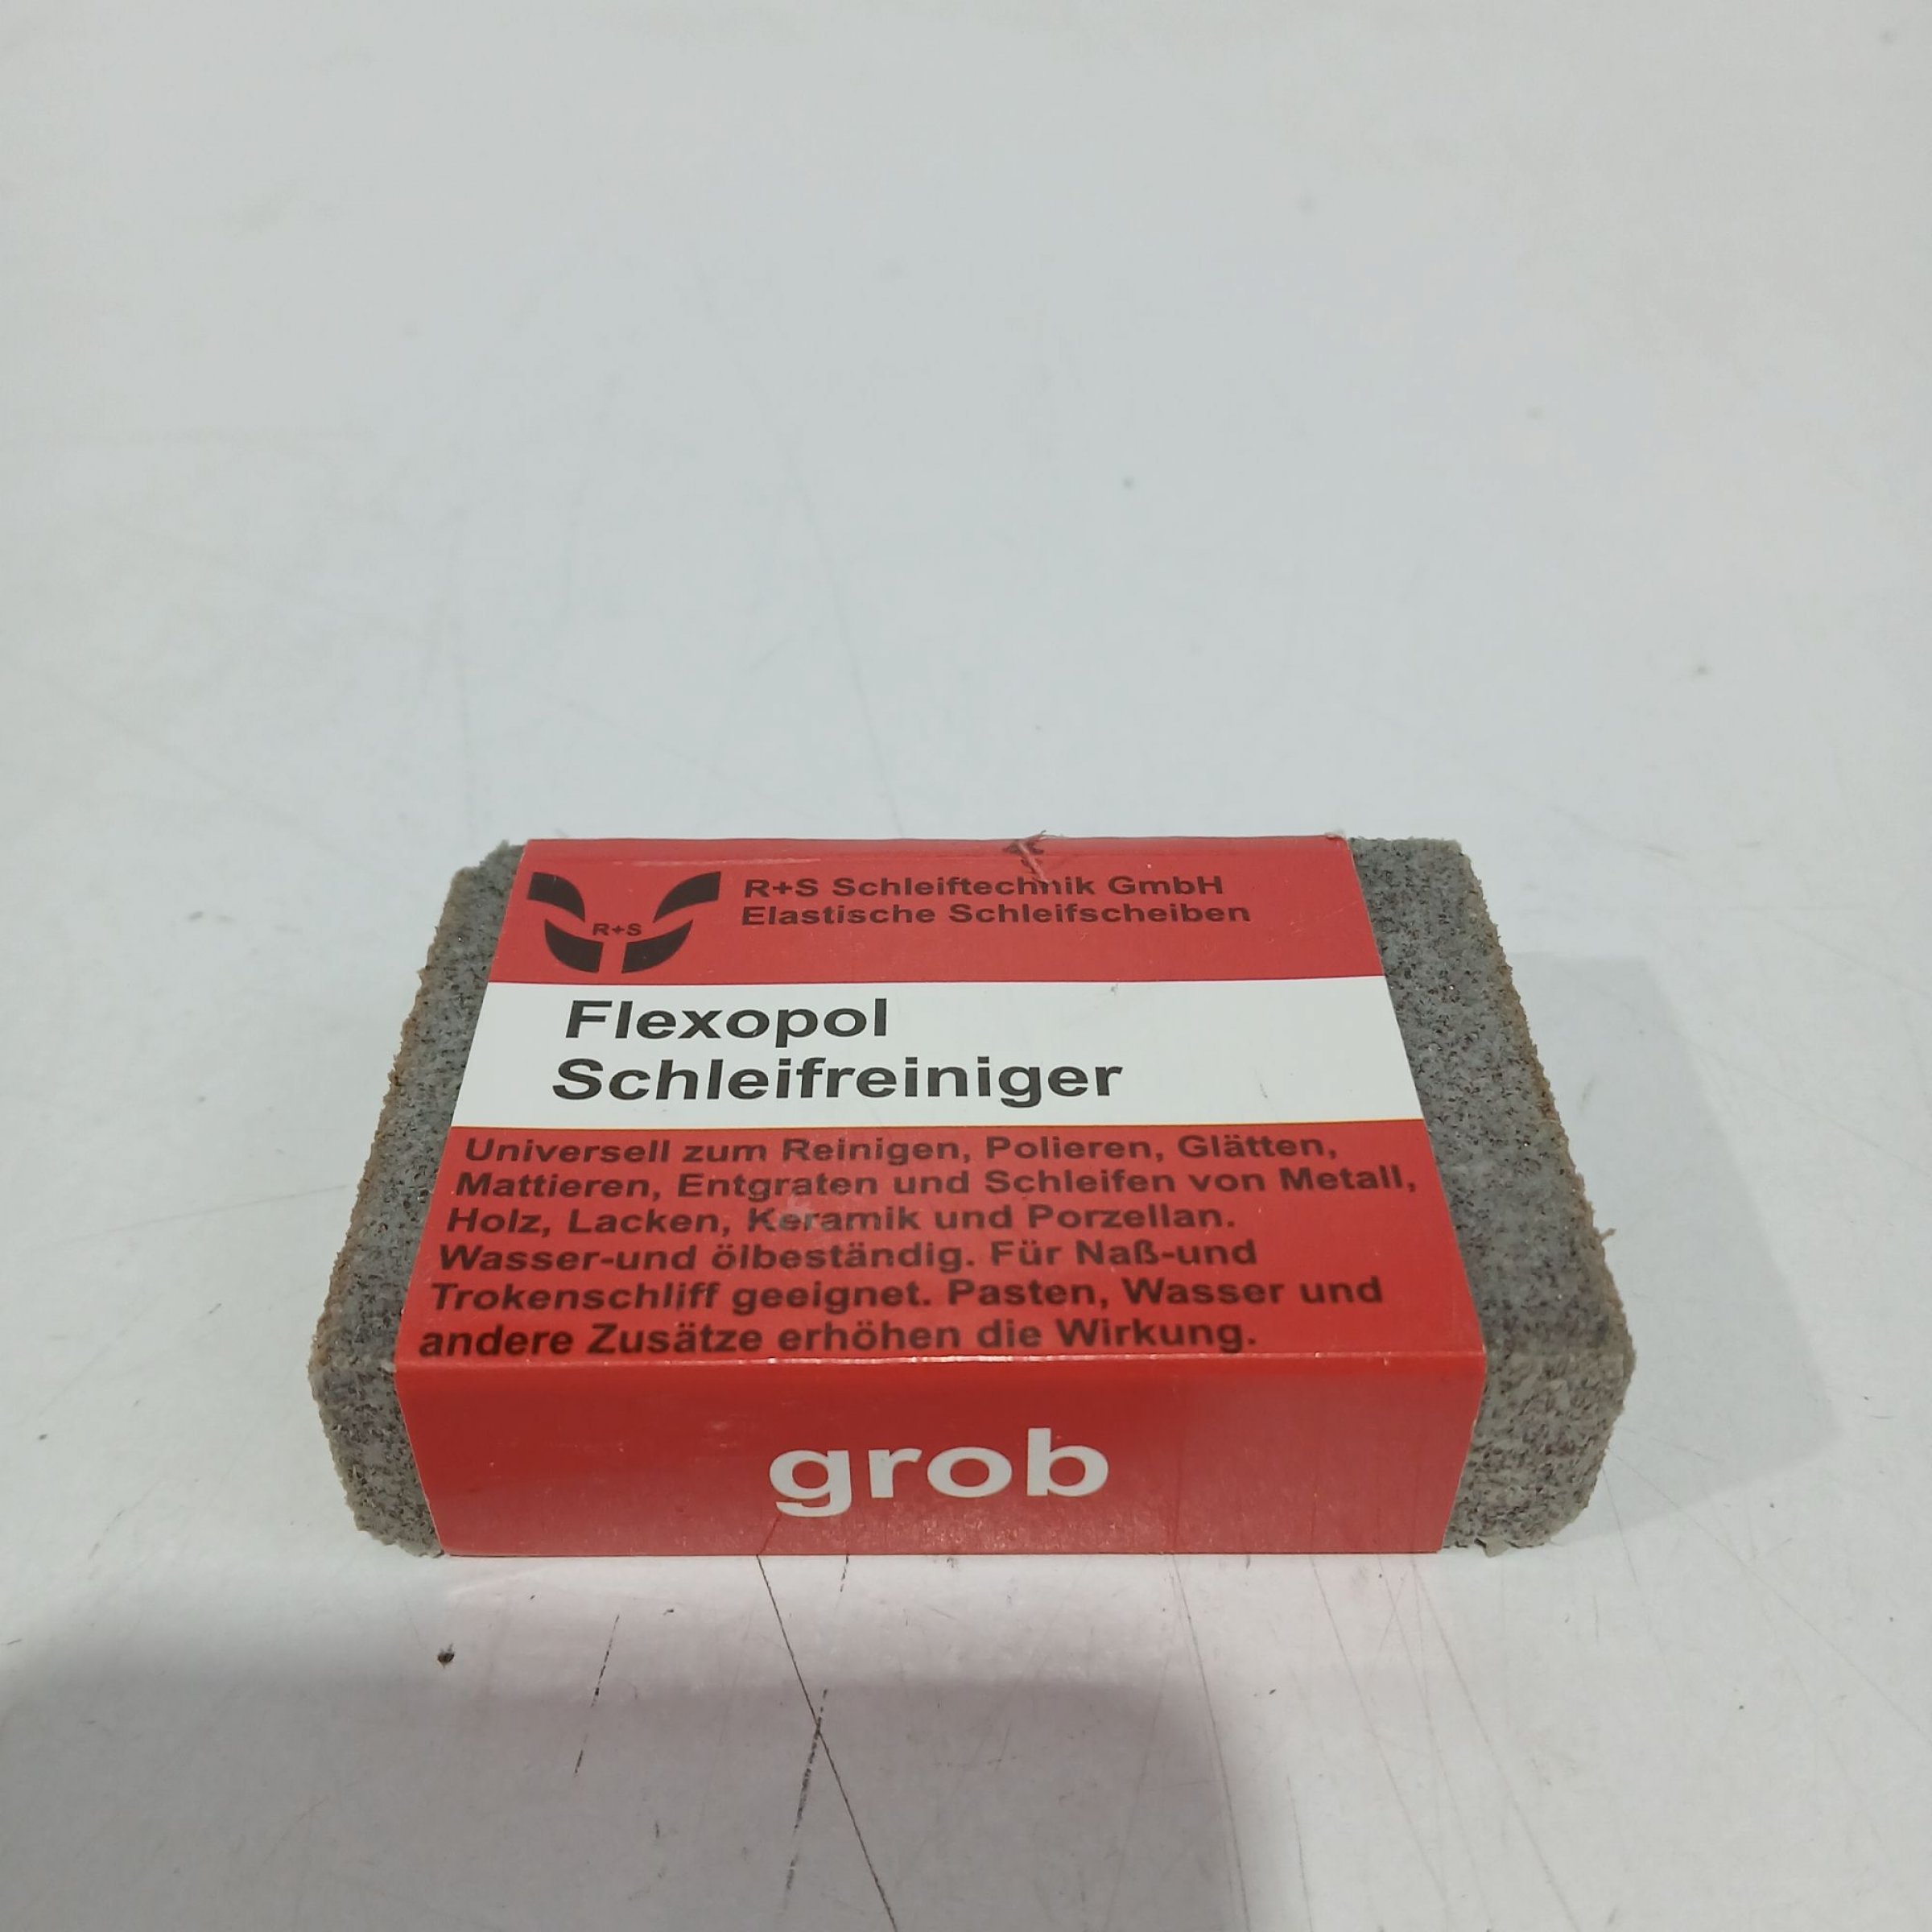 R+S
R+S Schleiftechnik GmbH
Elastische Schleifscheiben
Flexopol
Schleifreiniger
Universell zum Reinigen, Polieren, Glätten,
Mattieren, Entgraten und Schleifen von Metall,
Holz, Lacken, Keramik und Porzellan.
Wasser-und ölbeständig. Für Naß-und
Trokenschliff geeignet. Pasten, Wasser und
andere Zusätze erhöhen die Wirkung.
grob